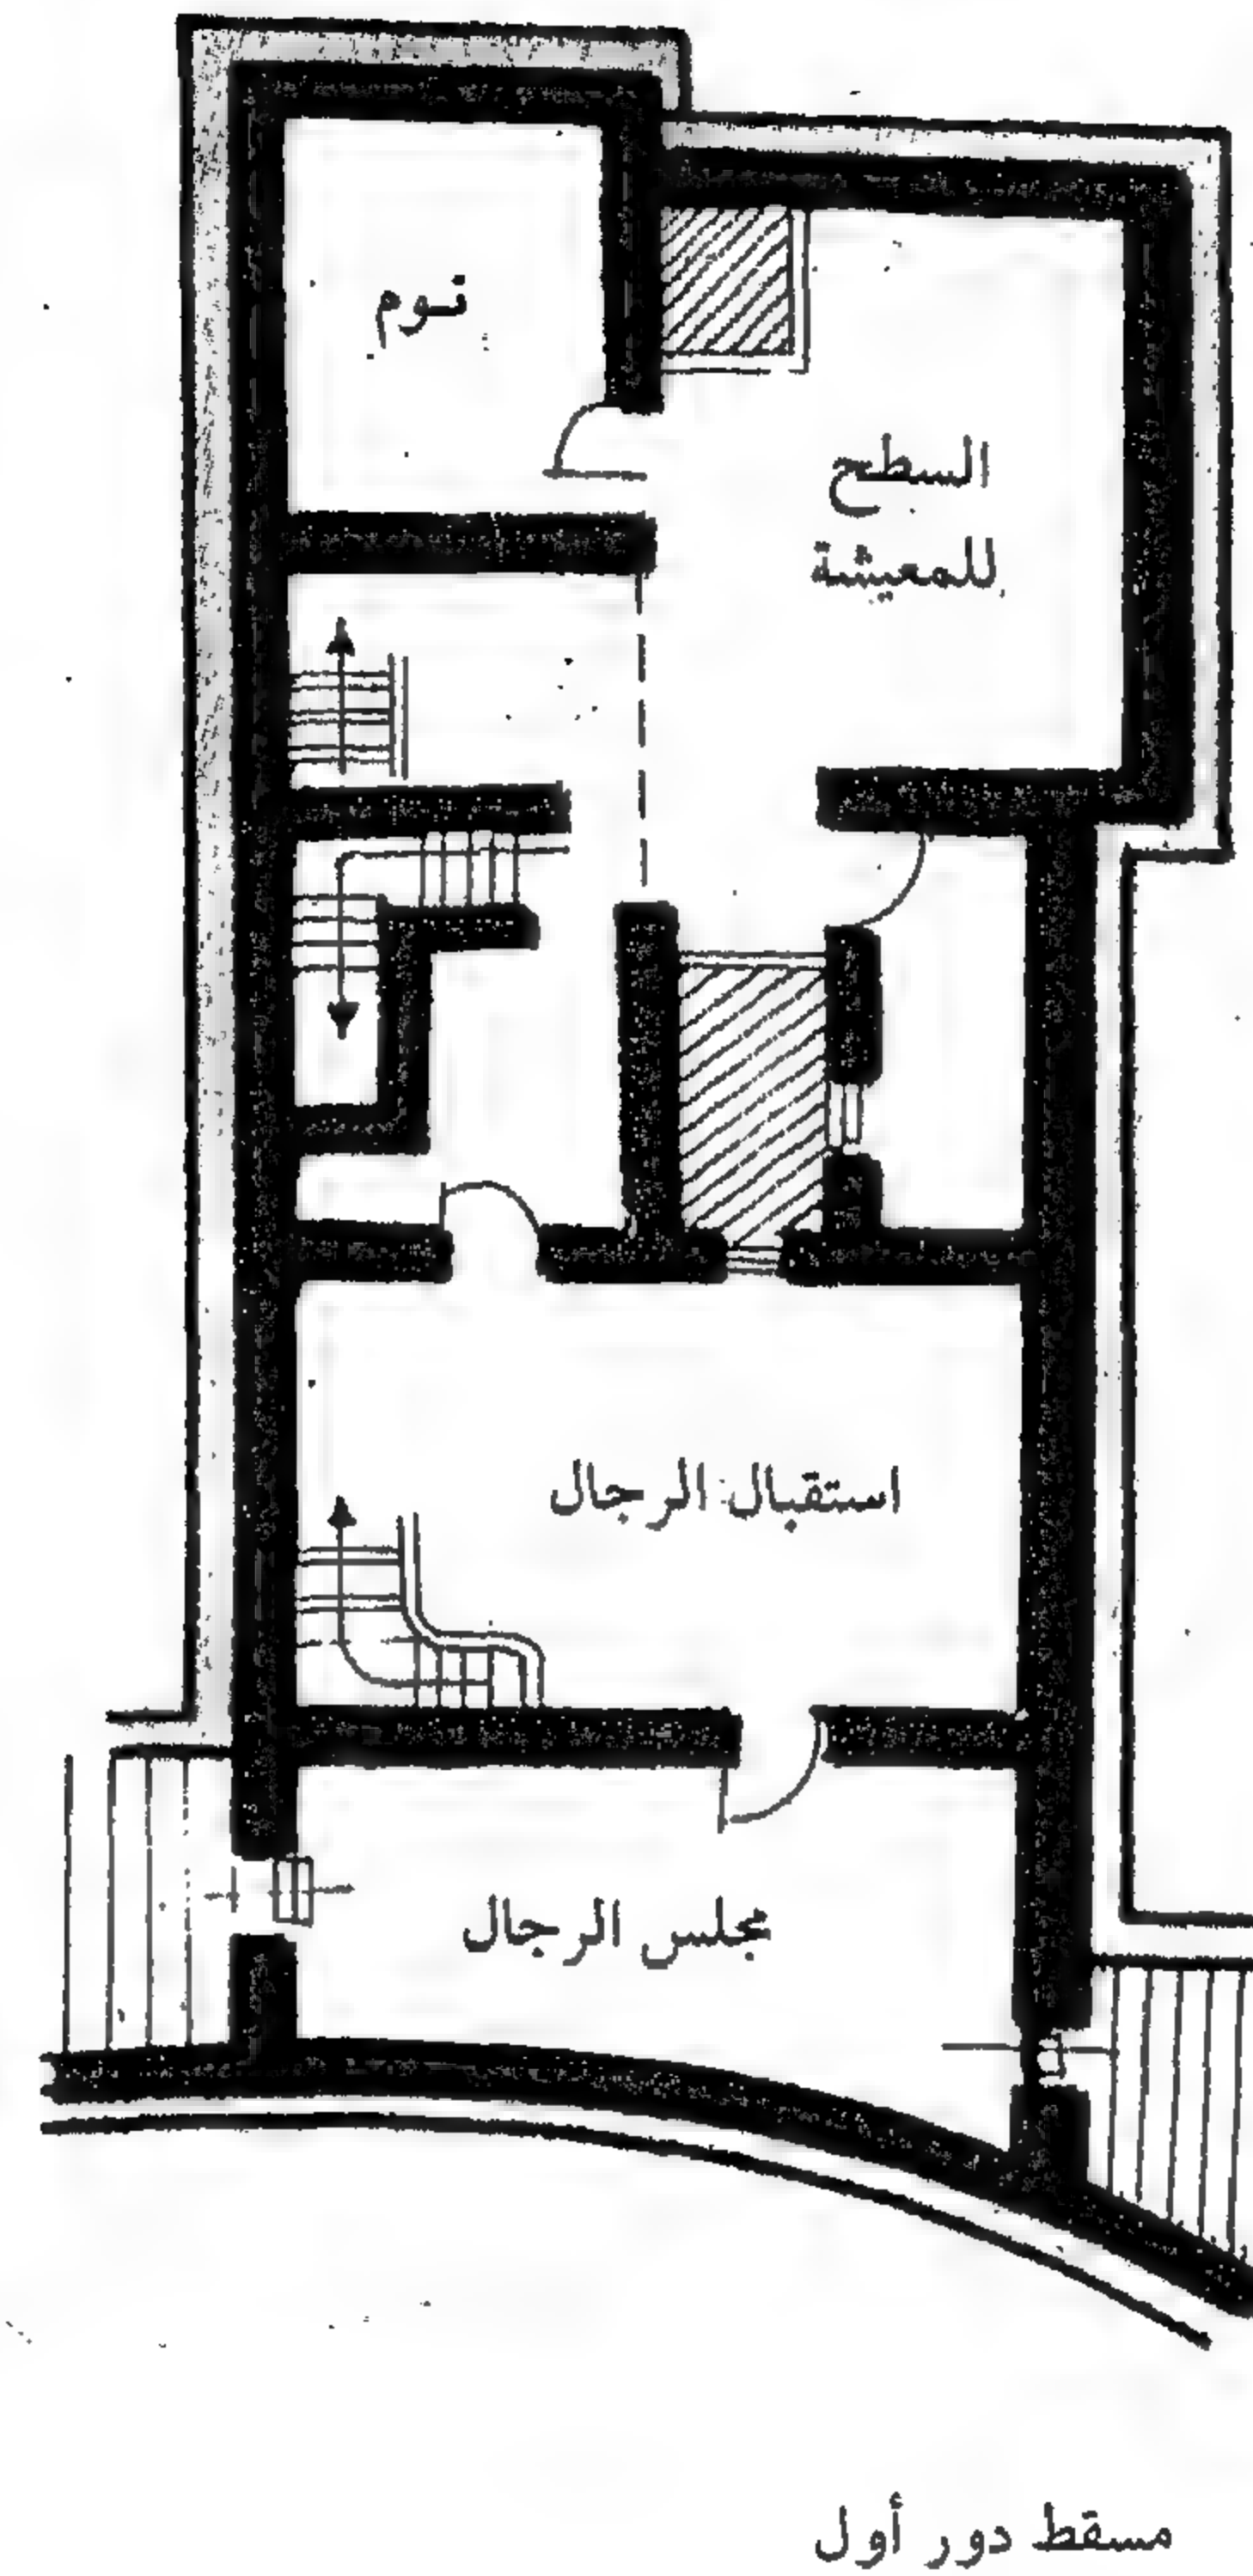 نوم
السطح
للمعيشة
استقبال الرجال
مجلس الرجال
مسقط دور أول